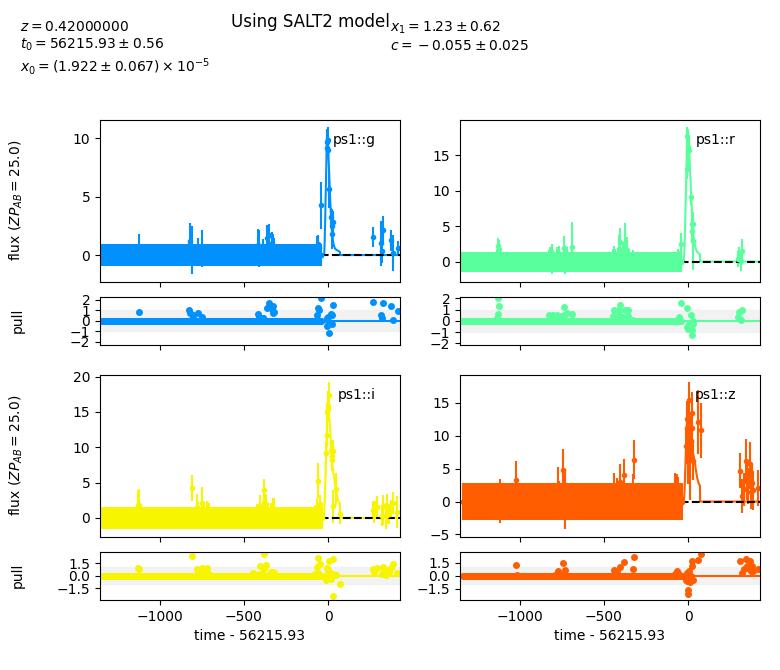 Using SALT2 model
z = 0.42000000
t₀ = 56215.93 ± 0.56
x₀ = (1.922 ± 0.067) × 10⁻⁵
x₁ = 1.23 ± 0.62
c = −0.055 ± 0.025
flux (ZP_AB = 25.0)
10
5
0
ps1::g
15
10
5
0
ps1::r
pull
2
1
0
−1
−2
2
1
0
−1
−2
flux (ZP_AB = 25.0)
20
15
10
5
0
ps1::i
15
10
5
0
−5
ps1::z
pull
1.5
0.0
−1.5
1.5
0.0
−1.5
−1000 −500 0
−1000 −500 0
time - 56215.93
time - 56215.93